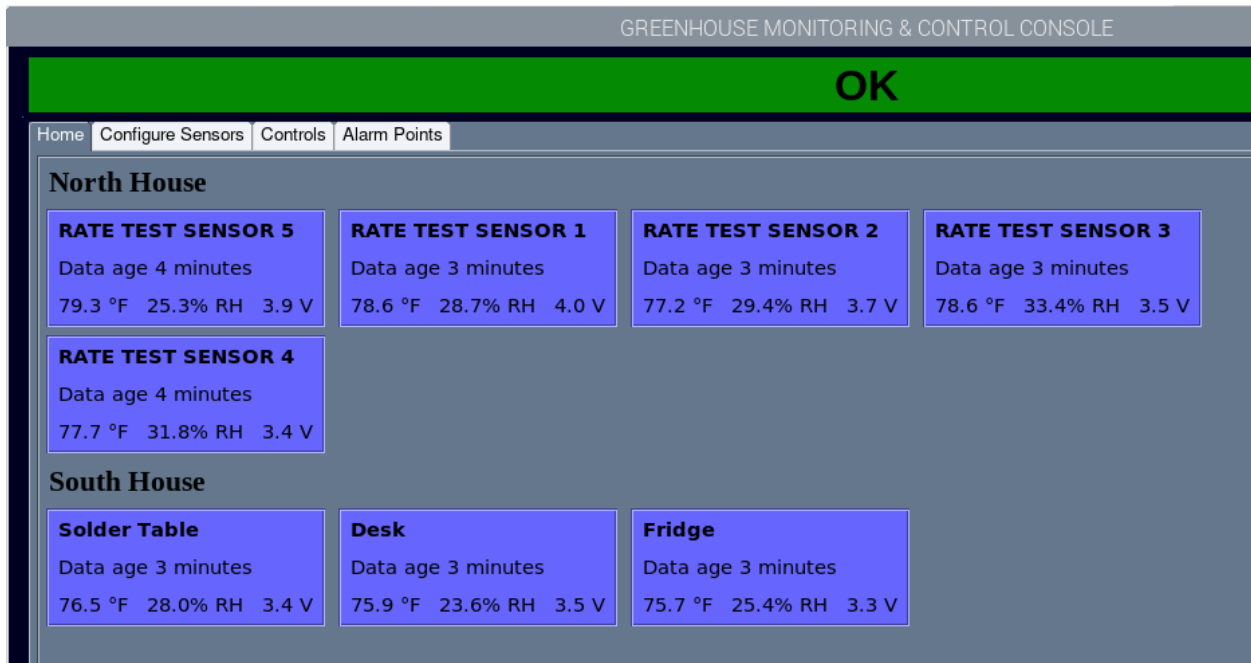 GREENHOUSE MONITORING & CONTROL CONSOLE
OK
Home Configure Sensors Controls Alarm Points
North House
RATE TEST SENSOR 5
Data age 4 minutes
79.3 °F 25.3% RH 3.9 V
RATE TEST SENSOR 1
Data age 3 minutes
78.6 °F 28.7% RH 4.0 V
RATE TEST SENSOR 2
Data age 3 minutes
77.2 °F 29.4% RH 3.7 V
RATE TEST SENSOR 3
Data age 3 minutes
78.6 °F 33.4% RH 3.5 V
RATE TEST SENSOR 4
Data age 4 minutes
77.7 °F 31.8% RH 3.4 V
South House
Solder Table
Data age 3 minutes
76.5 °F 28.0% RH 3.4 V
Desk
Data age 3 minutes
75.9 °F 23.6% RH 3.5 V
Fridge
Data age 3 minutes
75.7 °F 25.4% RH 3.3 V